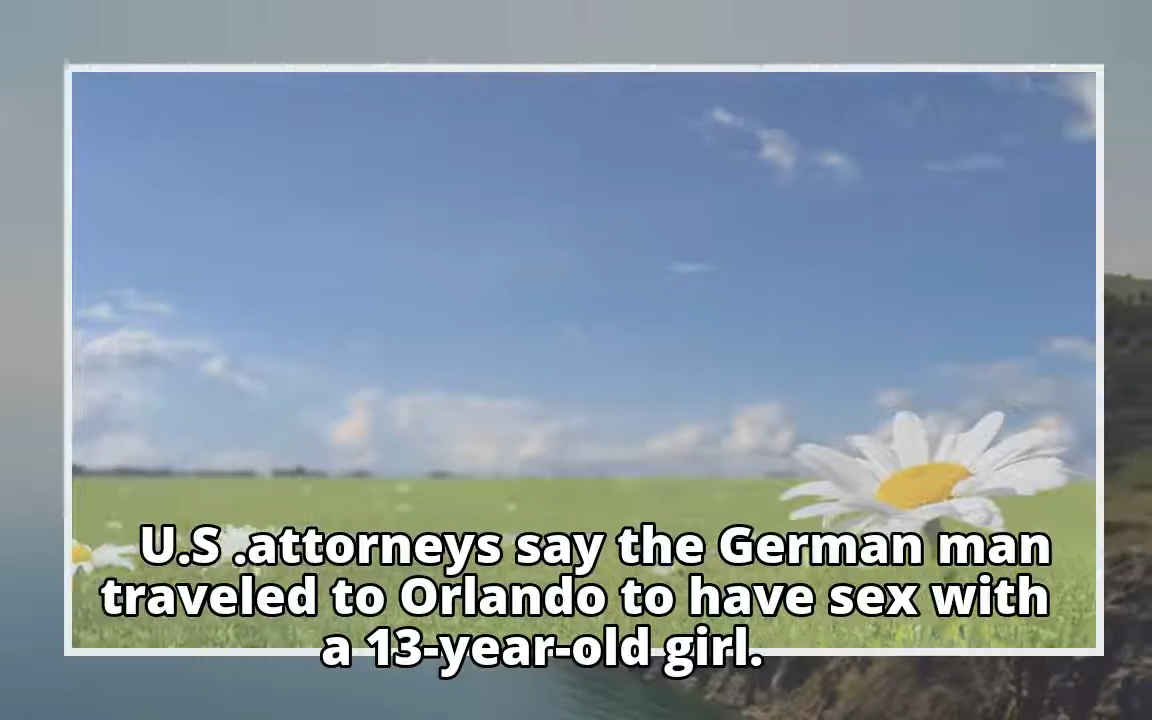 U.S .attorneys say the German man
traveled to Orlando to have sex with
a 13-year-old girl.